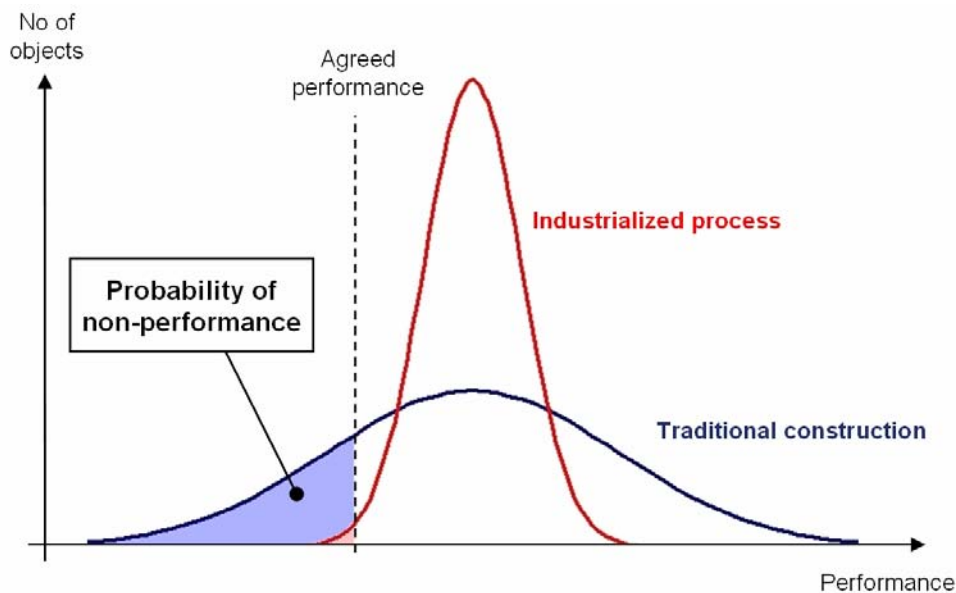 No of
objects
Agreed
performance
Industrialized process
Probability of
non-performance
Traditional construction
Performance